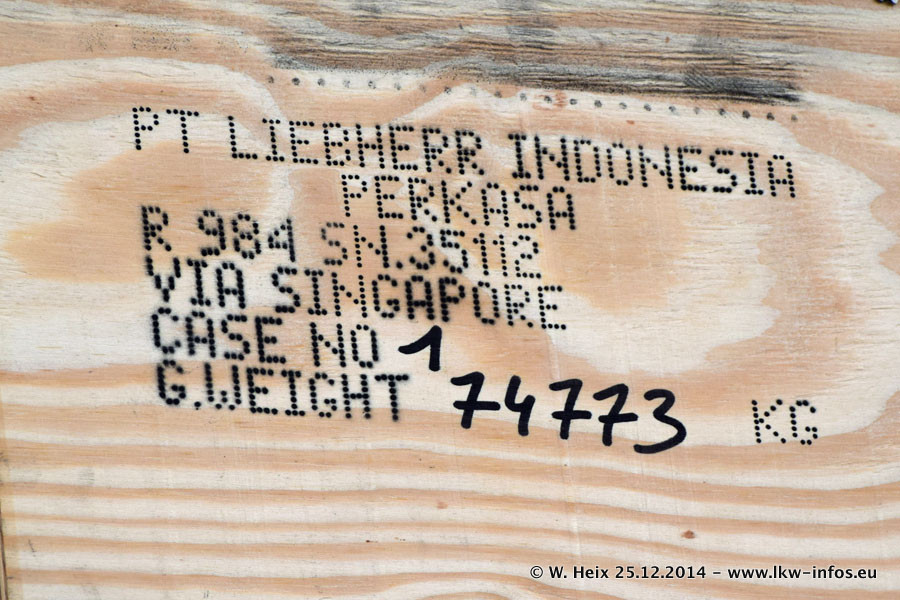 PT LIEBHERR INDONESIA
PERKASA
R 984 SN.35112
VIA SINGAPORE
CASE NO 1
G.WEIGHT 74773 KG
© W. Heix 25.12.2014 - www.lkw-infos.eu